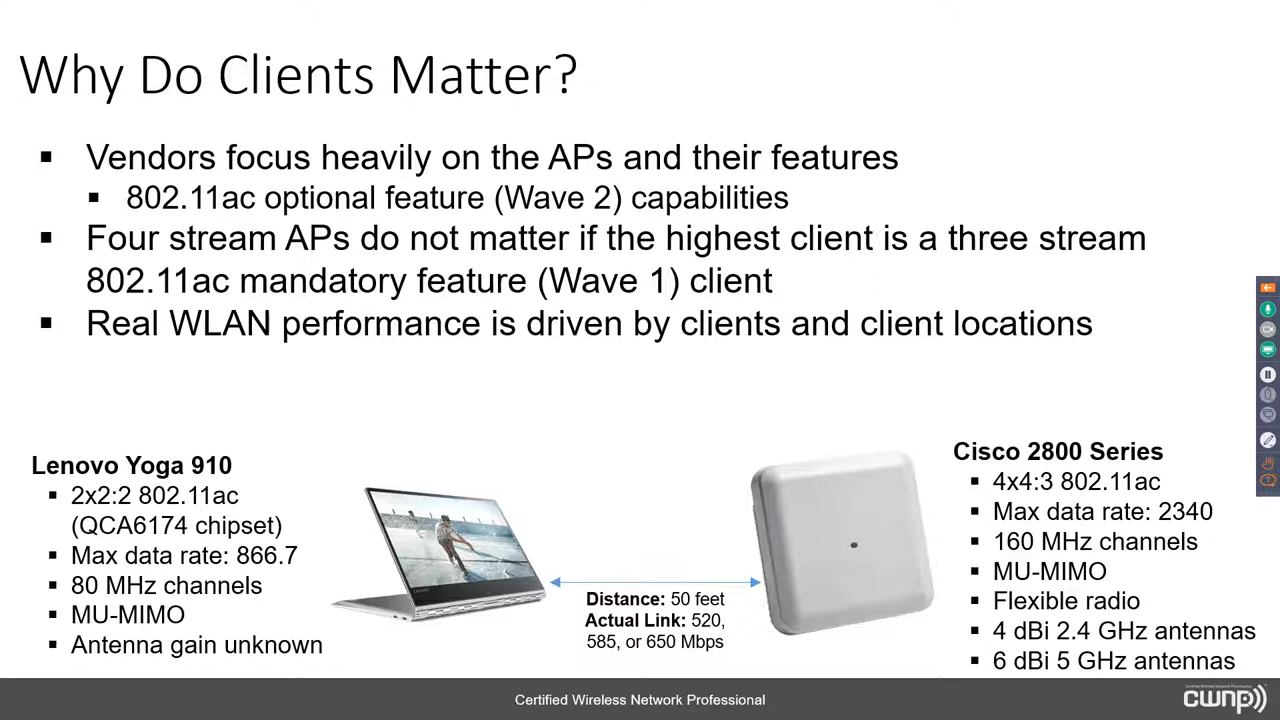 Why Do Clients Matter?
Vendors focus heavily on the APs and their features
802.11ac optional feature (Wave 2) capabilities
Four stream APs do not matter if the highest client is a three stream
802.11ac mandatory feature (Wave 1) client
Real WLAN performance is driven by clients and client locations
Lenovo Yoga 910
2x2:2 802.11ac
(QCA6174 chipset)
Max data rate: 866.7
80 MHz channels
MU-MIMO
Antenna gain unknown
Distance: 50 feet
Actual Link: 520,
585, or 650 Mbps
Cisco 2800 Series
4x4:3 802.11ac
Max data rate: 2340
160 MHz channels
MU-MIMO
Flexible radio
4 dBi 2.4 GHz antennas
6 dBi 5 GHz antennas
Certified Wireless Network Professional
cwnp